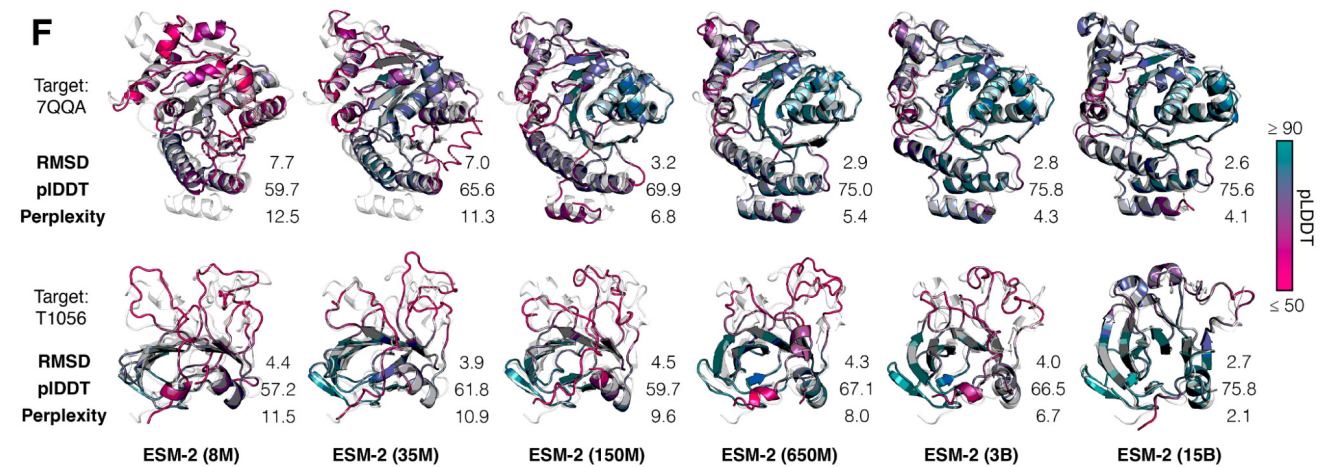 F
Target:
7QQA
RMSD 7.7 7.0 3.2 2.9 2.8 2.6
plDDT 59.7 65.6 69.9 75.0 75.8 75.6
Perplexity 12.5 11.3 6.8 5.4 4.3 4.1
≥ 90
pLDDT
≤ 50
Target:
T1056
RMSD 4.4 3.9 4.5 4.3 4.0 2.7
plDDT 57.2 61.8 59.7 67.1 66.5 75.8
Perplexity 11.5 10.9 9.6 8.0 6.7 2.1
ESM-2 (8M) ESM-2 (35M) ESM-2 (150M) ESM-2 (650M) ESM-2 (3B) ESM-2 (15B)